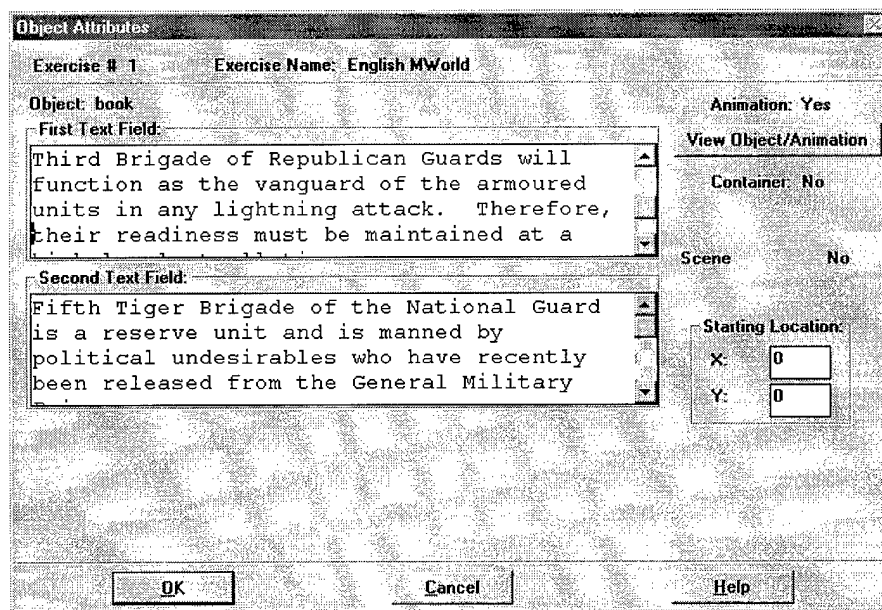 Object Attributes
Exercise # 1 Exercise Name: English MWorld
Object: book
Animation: Yes
First Text Field:
Third Brigade of Republican Guards will
function as the vanguard of the armoured
units in any lightning attack. Therefore,
their readiness must be maintained at a
View Object/Animation
Container: No
Scene No
Second Text Field:
Fifth Tiger Brigade of the National Guard
is a reserve unit and is manned by
political undesirables who have recently
been released from the General Military
Starting Location:
X: 0
Y: 0
OK Cancel Help